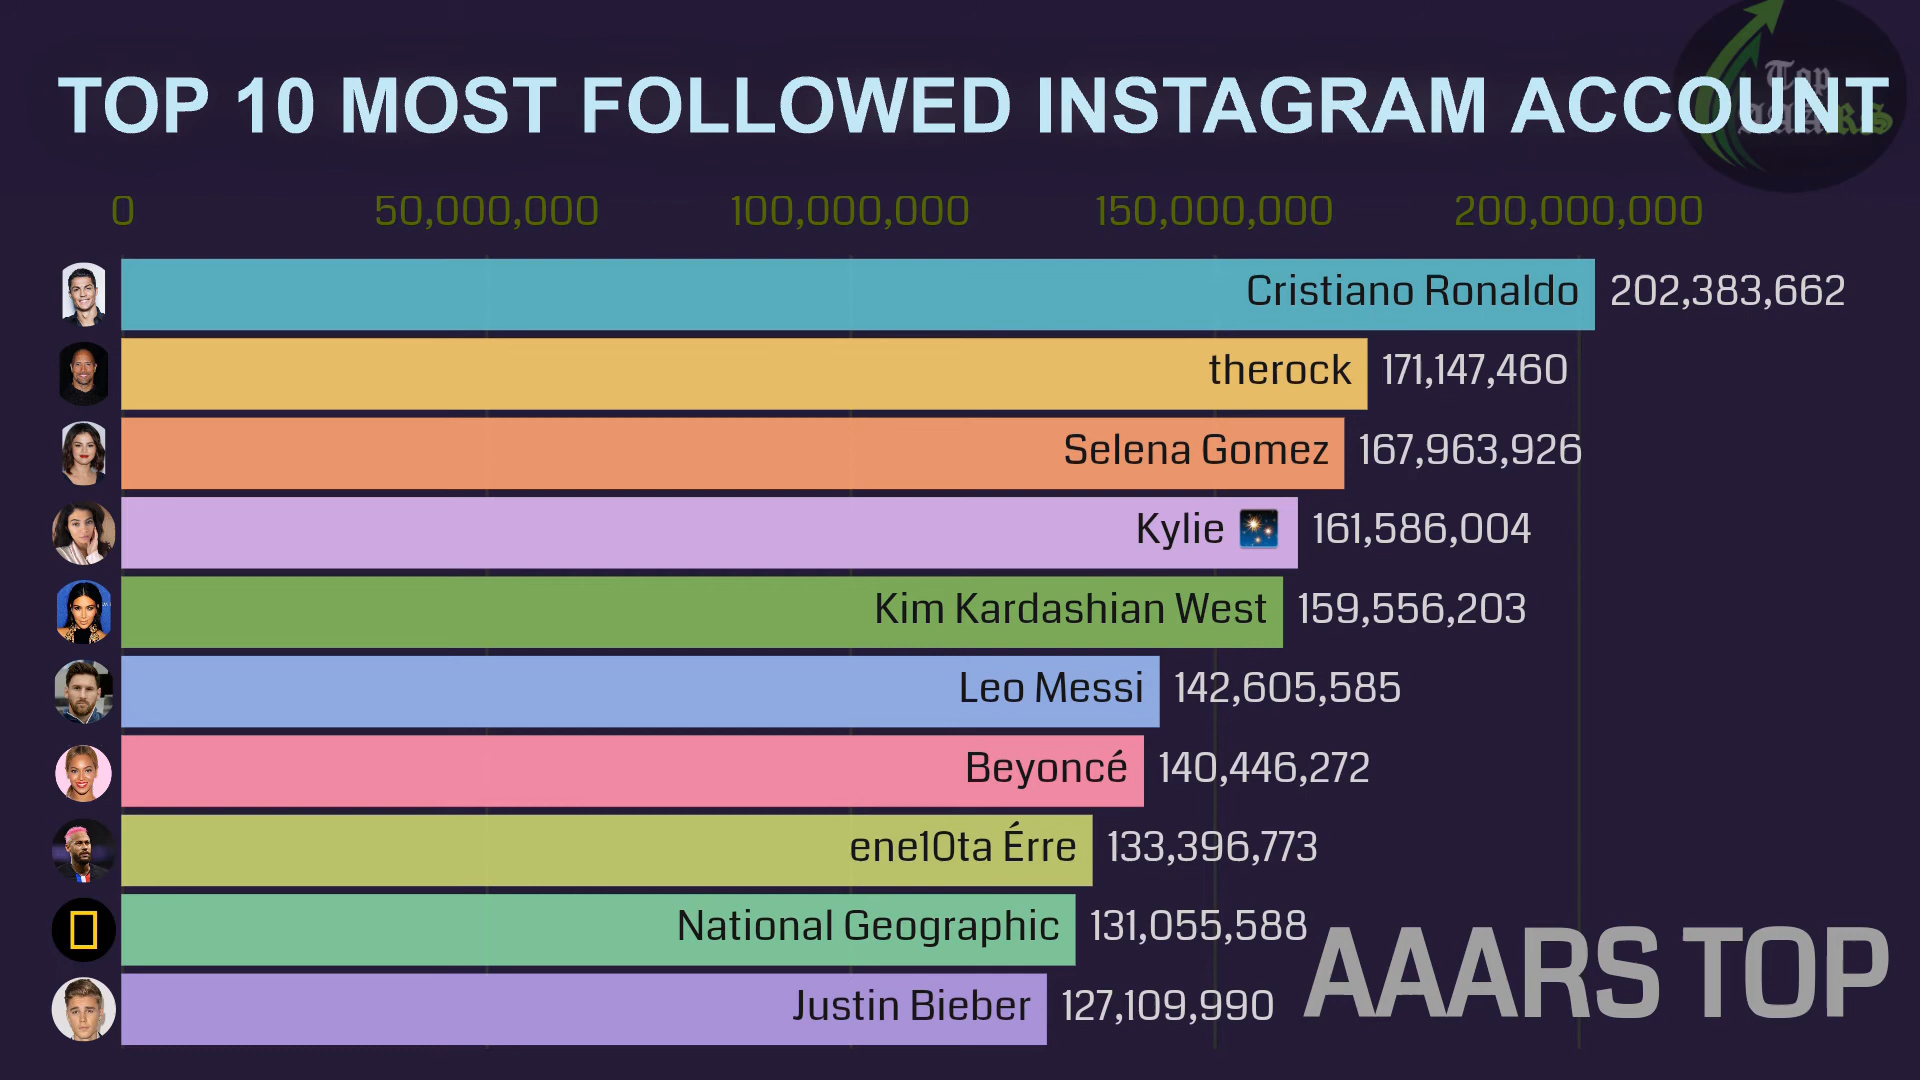 TOP 10 MOST FOLLOWED INSTAGRAM ACCOUNT
Top
AAARS
0 50,000,000 100,000,000 150,000,000 200,000,000
Cristiano Ronaldo 202,383,662
therock 171,147,460
Selena Gomez 167,963,926
Kylie 🎇 161,586,004
Kim Kardashian West 159,556,203
Leo Messi 142,605,585
Beyoncé 140,446,272
ene10ta Érre 133,396,773
National Geographic 131,055,588
Justin Bieber 127,109,990
AAARS TOP